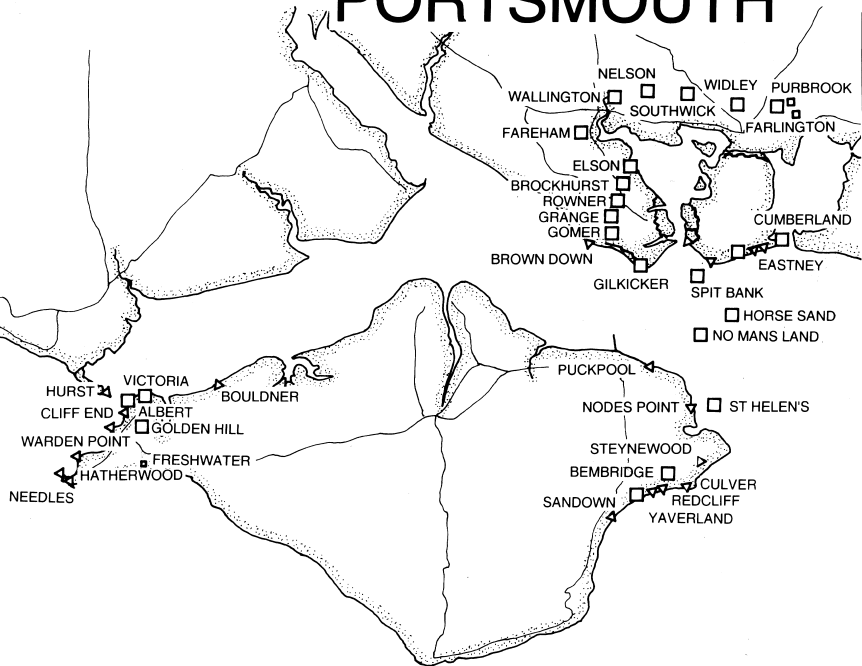 PORTSMOUTH
NELSON
WIDLEY
PURBROOK
WALLINGTON
SOUTHWICK
FARLINGTON
FAREHAM
ELSON
BROCKHURST
ROWNER
GRANGE
GOMER
CUMBERLAND
BROWN DOWN
EASTNEY
GILKICKER
SPIT BANK
HORSE SAND
NO MANS LAND
PUCKPOOL
VICTORIA
HURST
BOULDNER
CLIFF END
ALBERT
NODES POINT
ST HELEN'S
GOLDEN HILL
WARDEN POINT
STEYNEWOOD
FRESHWATER
BEMBRIDGE
HATHERWOOD
CULVER
NEEDLES
SANDOWN
REDCLIFF
YAVERLAND